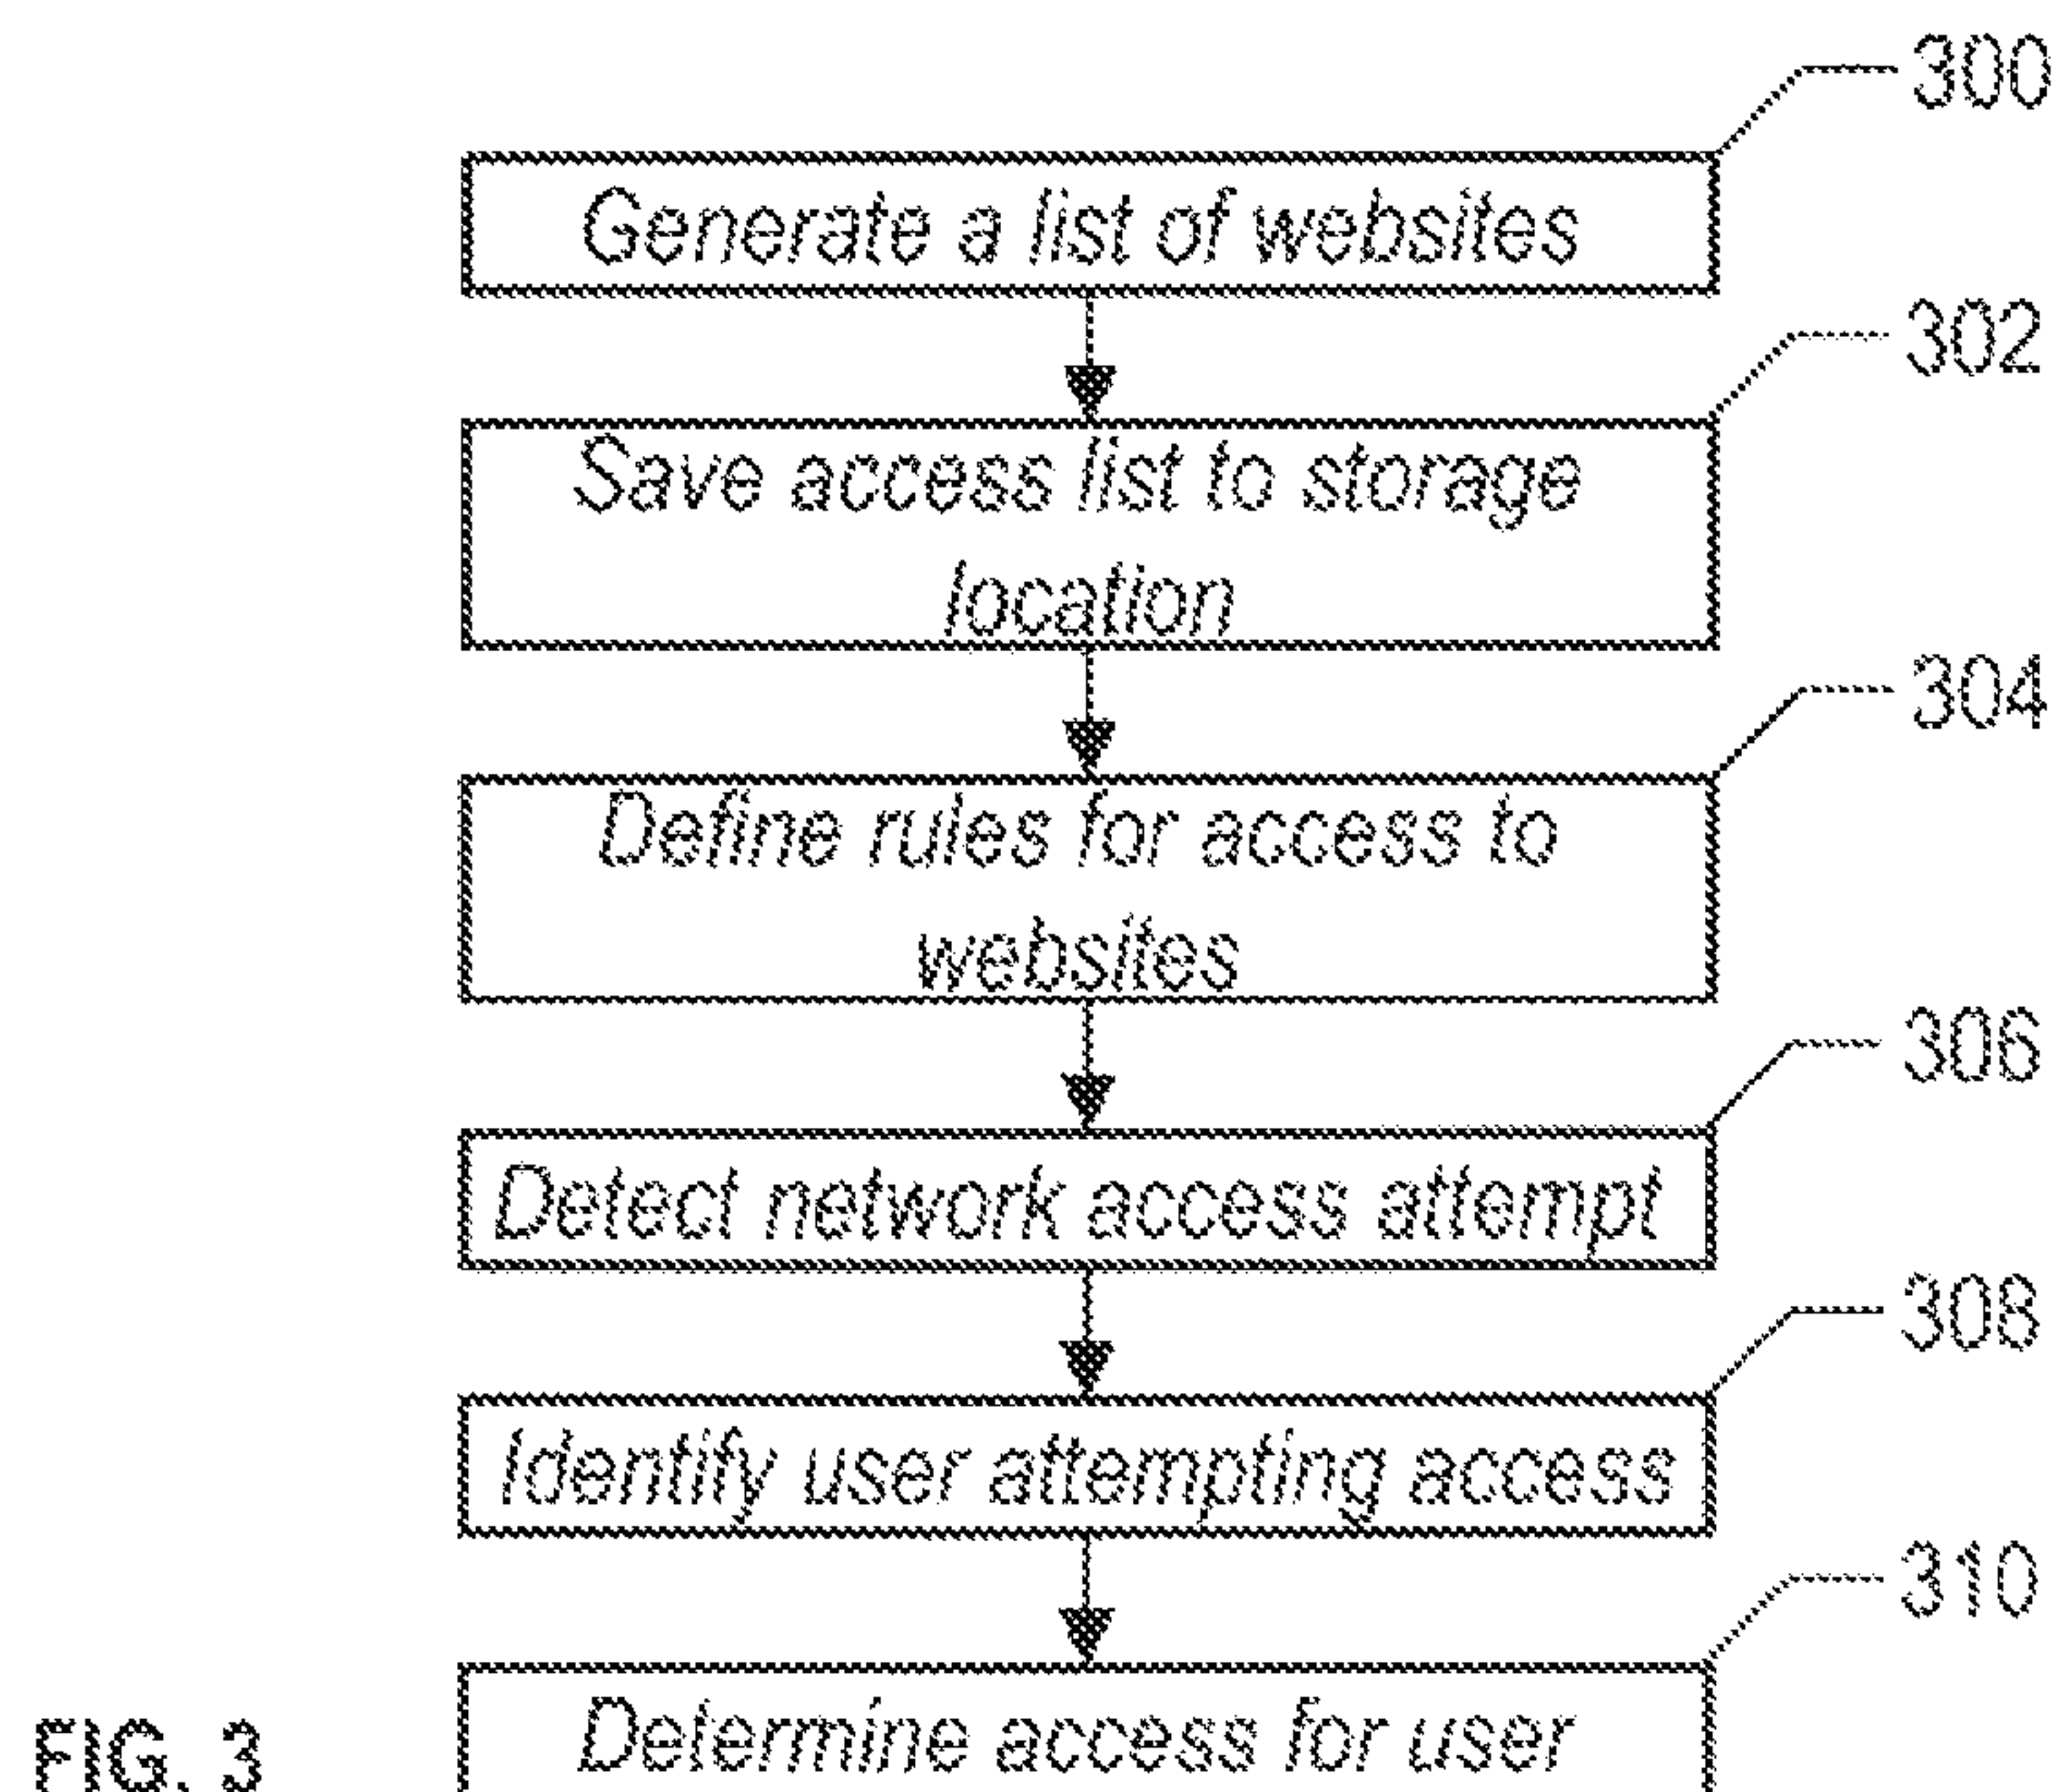 300
Generate a list of websites
302
Save access list to storage
location
304
Define rules for access to
websites
306
Detect network access attempt
308
Identify user attempting access
310
Determine access for user
FIG. 3